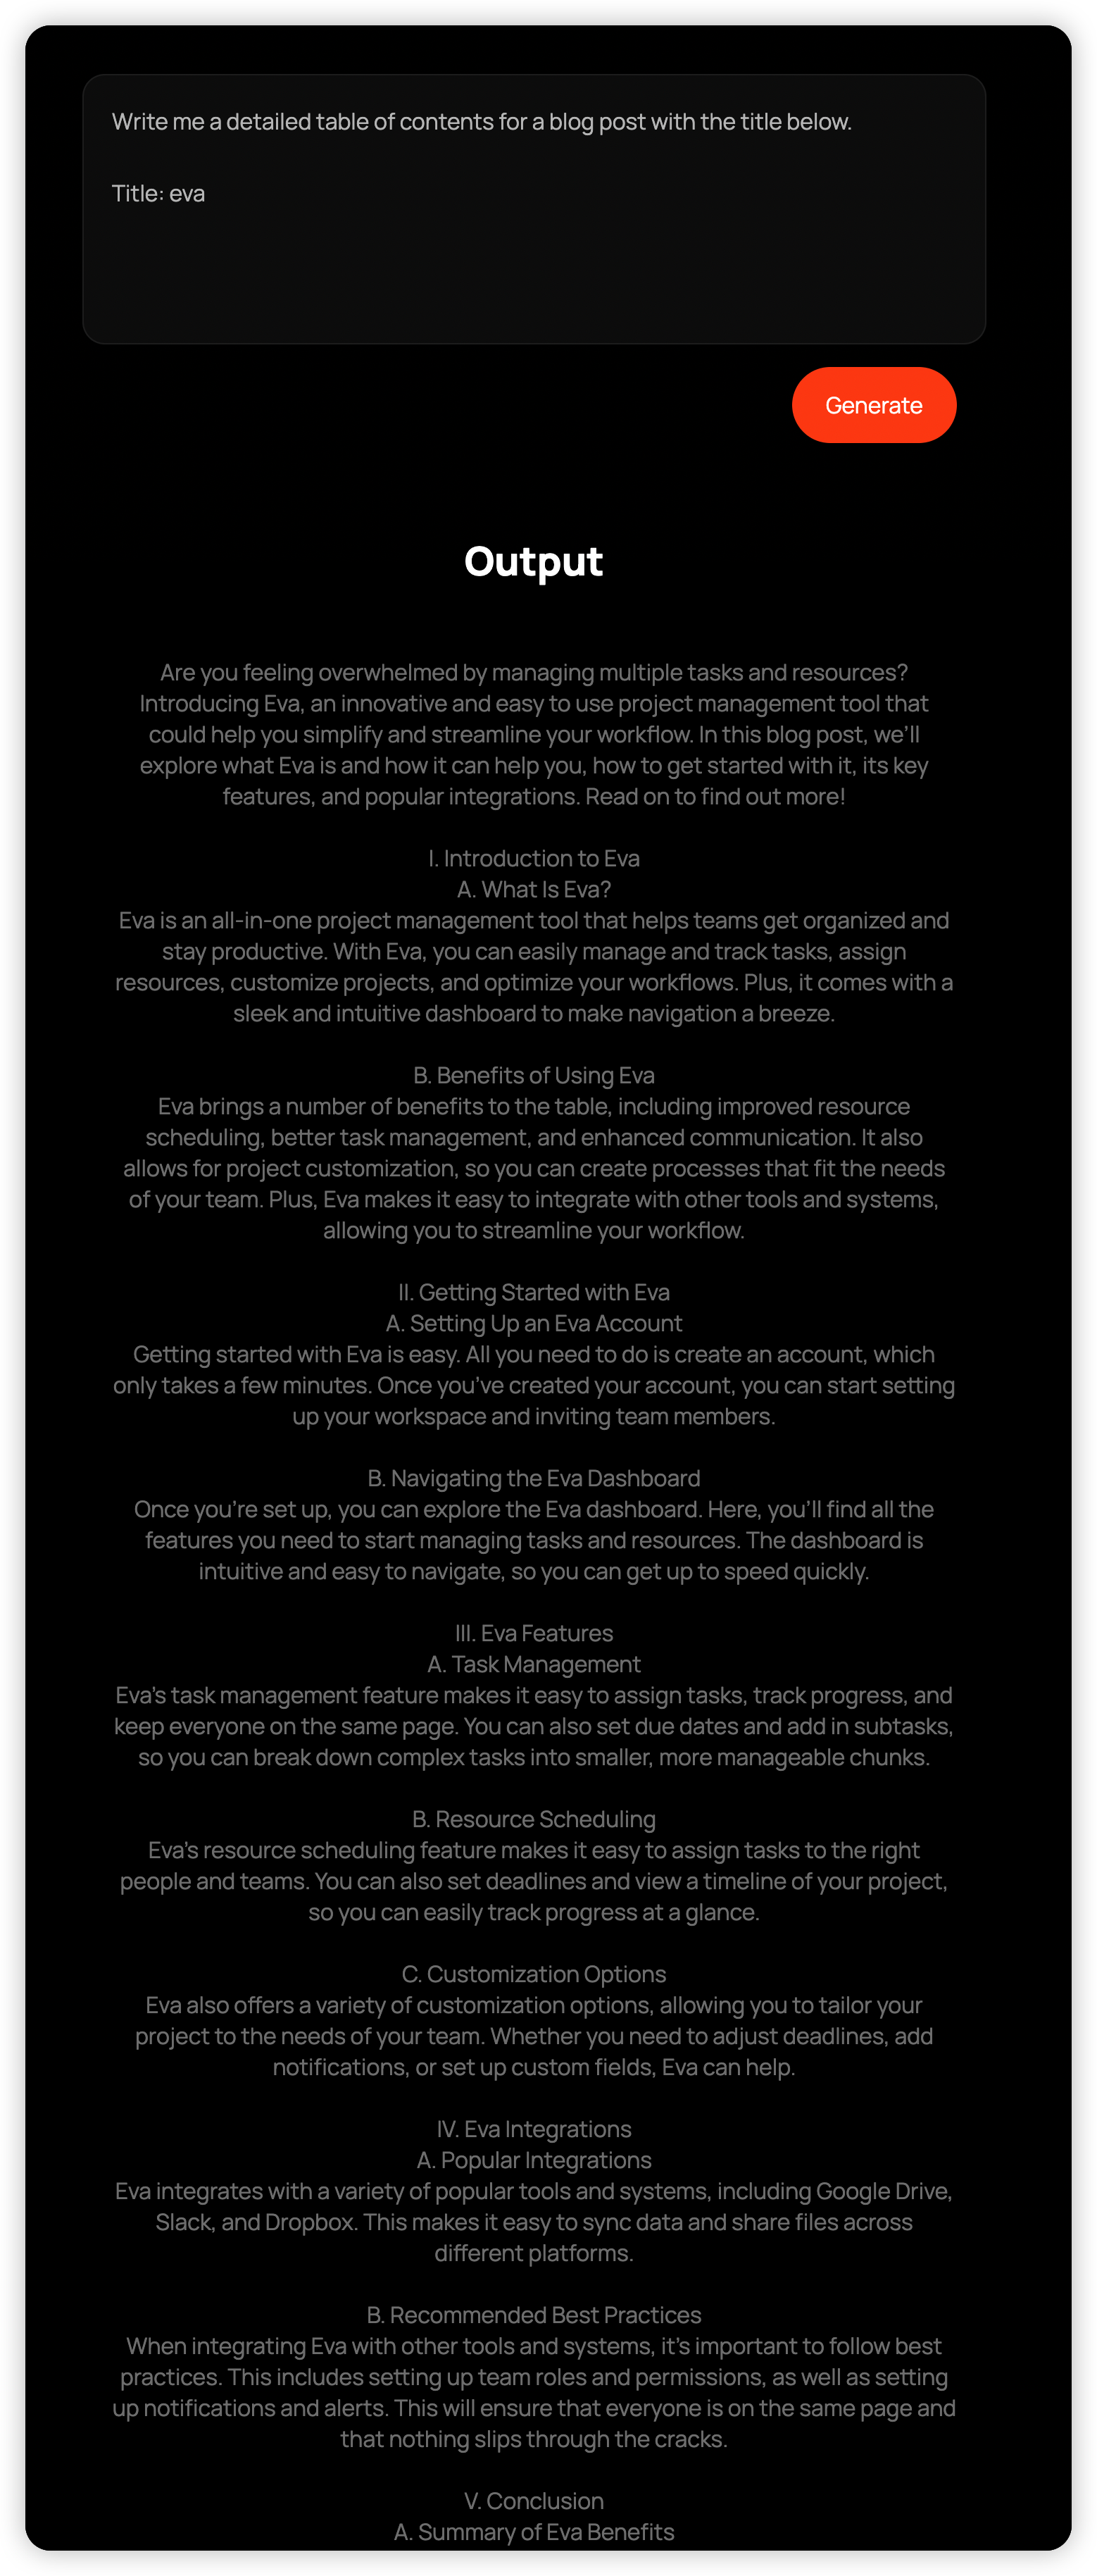 Write me a detailed table of contents for a blog post with the title below.
Title: eva
Generate
Output
Are you feeling overwhelmed by managing multiple tasks and resources?
Introducing Eva, an innovative and easy to use project management tool that
could help you simplify and streamline your workflow. In this blog post, we'll
explore what Eva is and how it can help you, how to get started with it, its key
features, and popular integrations. Read on to find out more!
I. Introduction to Eva
A. What Is Eva?
Eva is an all-in-one project management tool that helps teams get organized and
stay productive. With Eva, you can easily manage and track tasks, assign
resources, customize projects, and optimize your workflows. Plus, it comes with a
sleek and intuitive dashboard to make navigation a breeze.
B. Benefits of Using Eva
Eva brings a number of benefits to the table, including improved resource
scheduling, better task management, and enhanced communication. It also
allows for project customization, so you can create processes that fit the needs
of your team. Plus, Eva makes it easy to integrate with other tools and systems,
allowing you to streamline your workflow.
II. Getting Started with Eva
A. Setting Up an Eva Account
Getting started with Eva is easy. All you need to do is create an account, which
only takes a few minutes. Once you've created your account, you can start setting
up your workspace and inviting team members.
B. Navigating the Eva Dashboard
Once you're set up, you can explore the Eva dashboard. Here, you'll find all the
features you need to start managing tasks and resources. The dashboard is
intuitive and easy to navigate, so you can get up to speed quickly.
III. Eva Features
A. Task Management
Eva's task management feature makes it easy to assign tasks, track progress, and
keep everyone on the same page. You can also set due dates and add in subtasks,
so you can break down complex tasks into smaller, more manageable chunks.
B. Resource Scheduling
Eva's resource scheduling feature makes it easy to assign tasks to the right
people and teams. You can also set deadlines and view a timeline of your project,
so you can easily track progress at a glance.
C. Customization Options
Eva also offers a variety of customization options, allowing you to tailor your
project to the needs of your team. Whether you need to adjust deadlines, add
notifications, or set up custom fields, Eva can help.
IV. Eva Integrations
A. Popular Integrations
Eva integrates with a variety of popular tools and systems, including Google Drive,
Slack, and Dropbox. This makes it easy to sync data and share files across
different platforms.
B. Recommended Best Practices
When integrating Eva with other tools and systems, it's important to follow best
practices. This includes setting up team roles and permissions, as well as setting
up notifications and alerts. This will ensure that everyone is on the same page and
that nothing slips through the cracks.
V. Conclusion
A. Summary of Eva Benefits